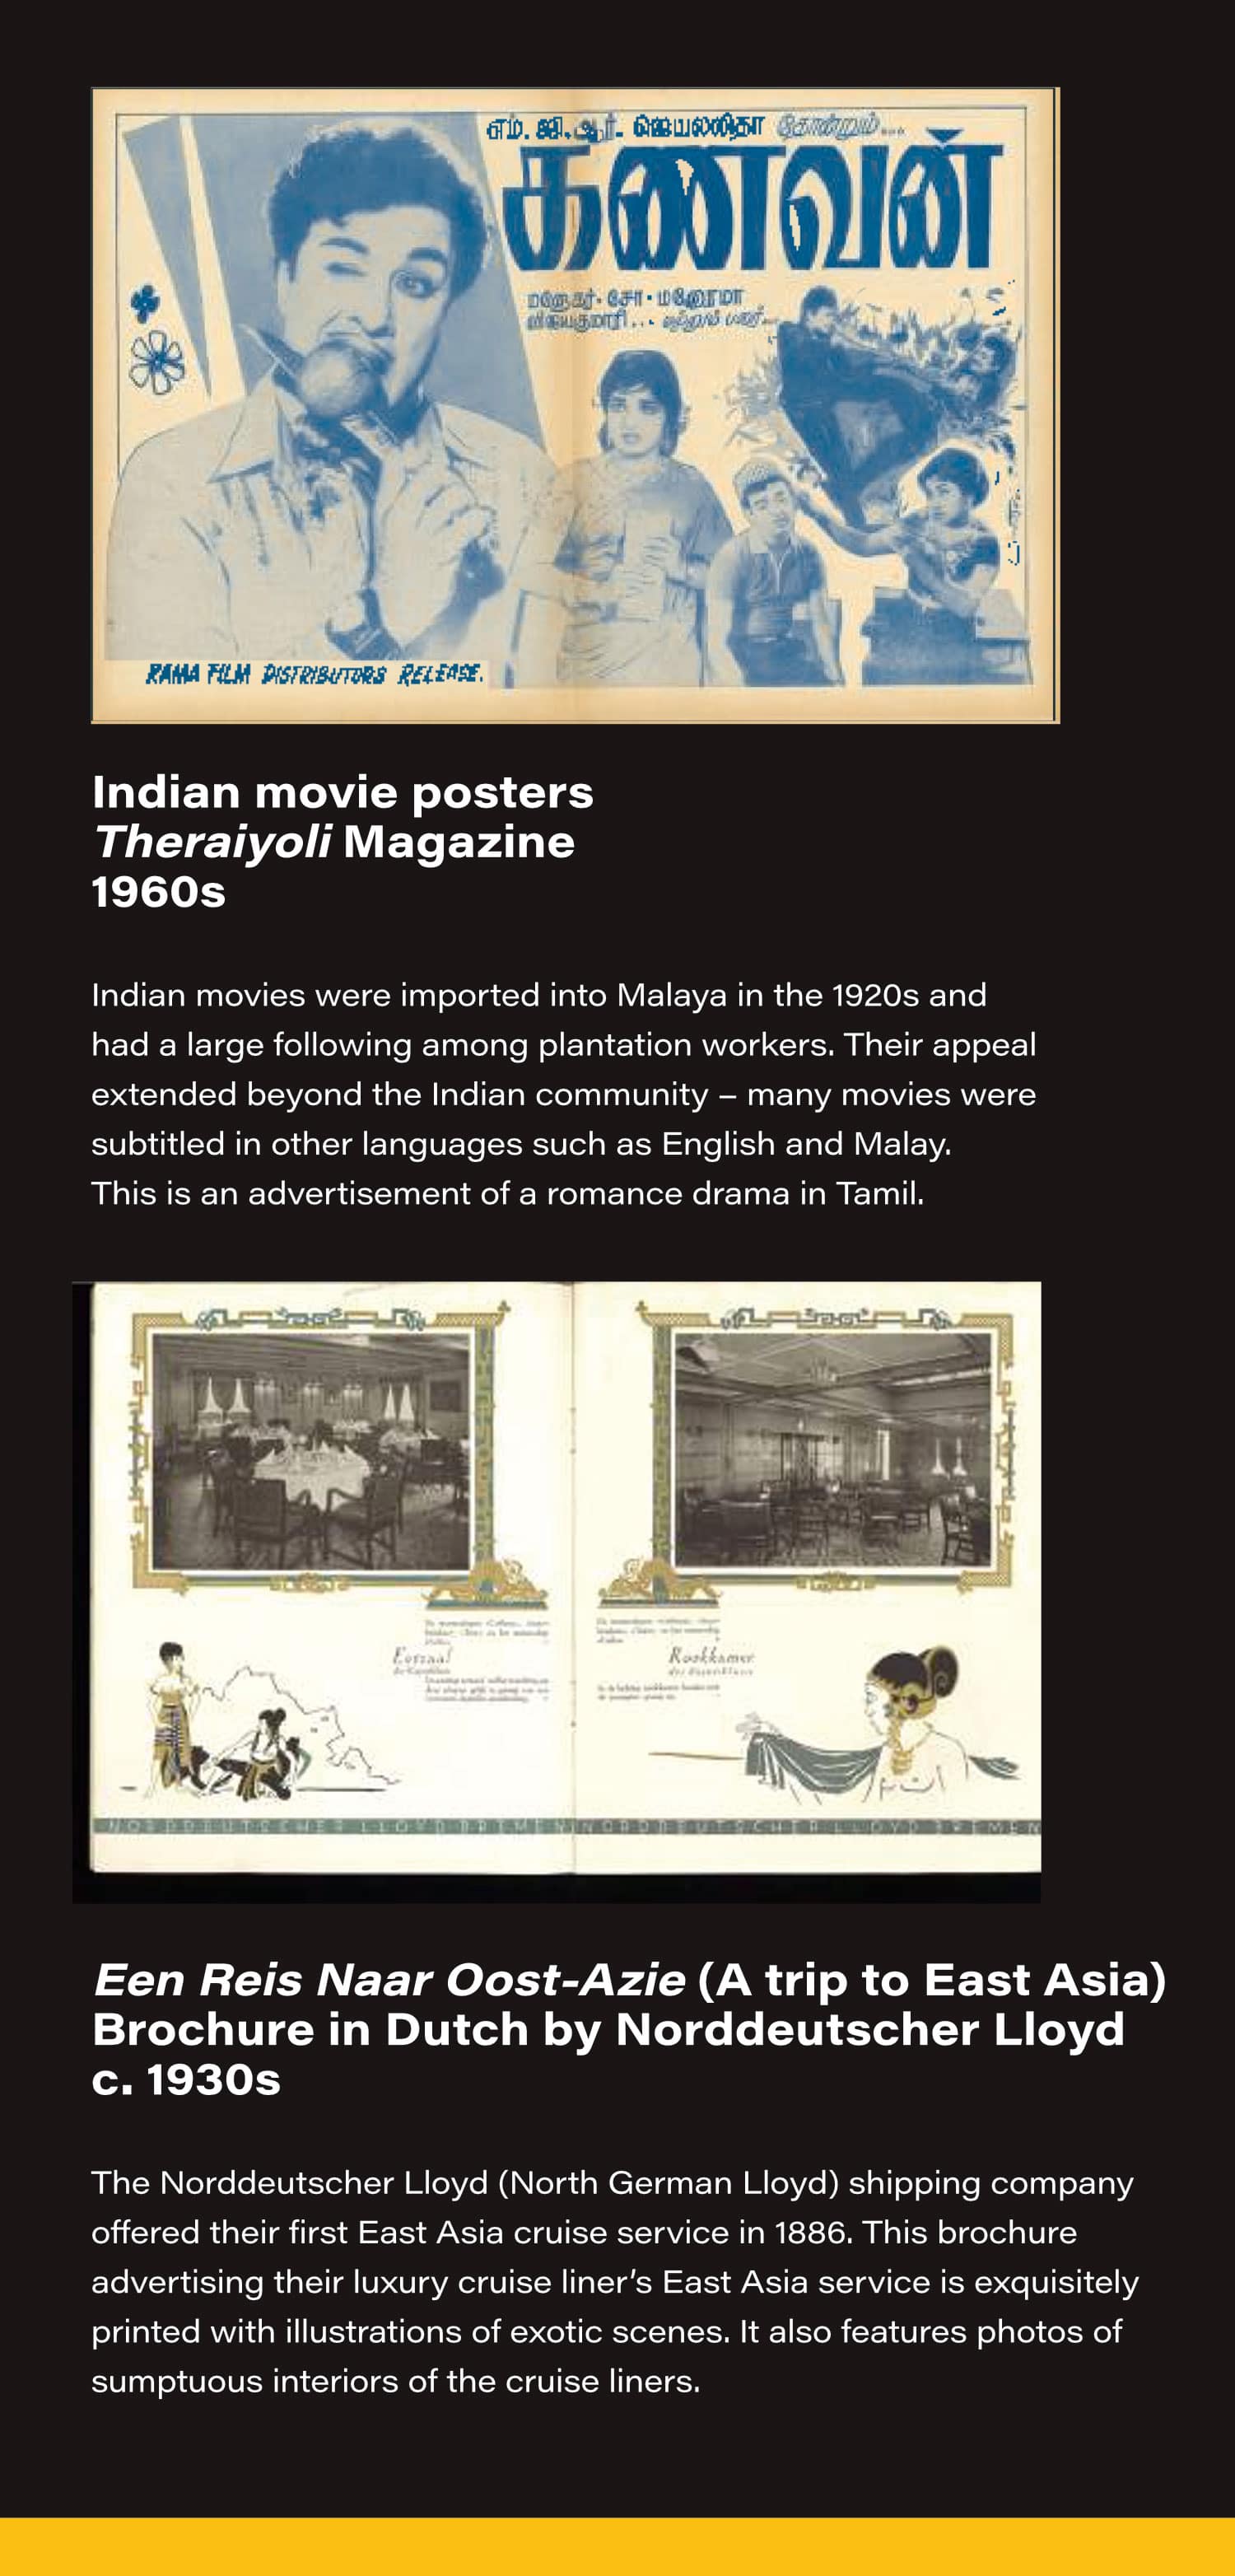 எம்.ஜி.ஆர். ஜெயலலிதா தோன்றும்...
கணவன்
மனோகர் • சோ • மனோரமா
விஜயகுமாரி... மற்றும் பலர்...
RAMA FILM DISTRIBUTORS RELEASE.
Indian movie posters
Theraiyoli Magazine
1960s
Indian movies were imported into Malaya in the 1920s and
had a large following among plantation workers. Their appeal
extended beyond the Indian community – many movies were
subtitled in other languages such as English and Malay.
This is an advertisement of a romance drama in Tamil.
Eetzaal
Rookkamer
NORDDEUTSCHER LLOYD BREMEN
NORDDEUTSCHER LLOYD BREMEN
Een Reis Naar Oost-Azie (A trip to East Asia)
Brochure in Dutch by Norddeutscher Lloyd
c. 1930s
The Norddeutscher Lloyd (North German Lloyd) shipping company
offered their first East Asia cruise service in 1886. This brochure
advertising their luxury cruise liner’s East Asia service is exquisitely
printed with illustrations of exotic scenes. It also features photos of
sumptuous interiors of the cruise liners.